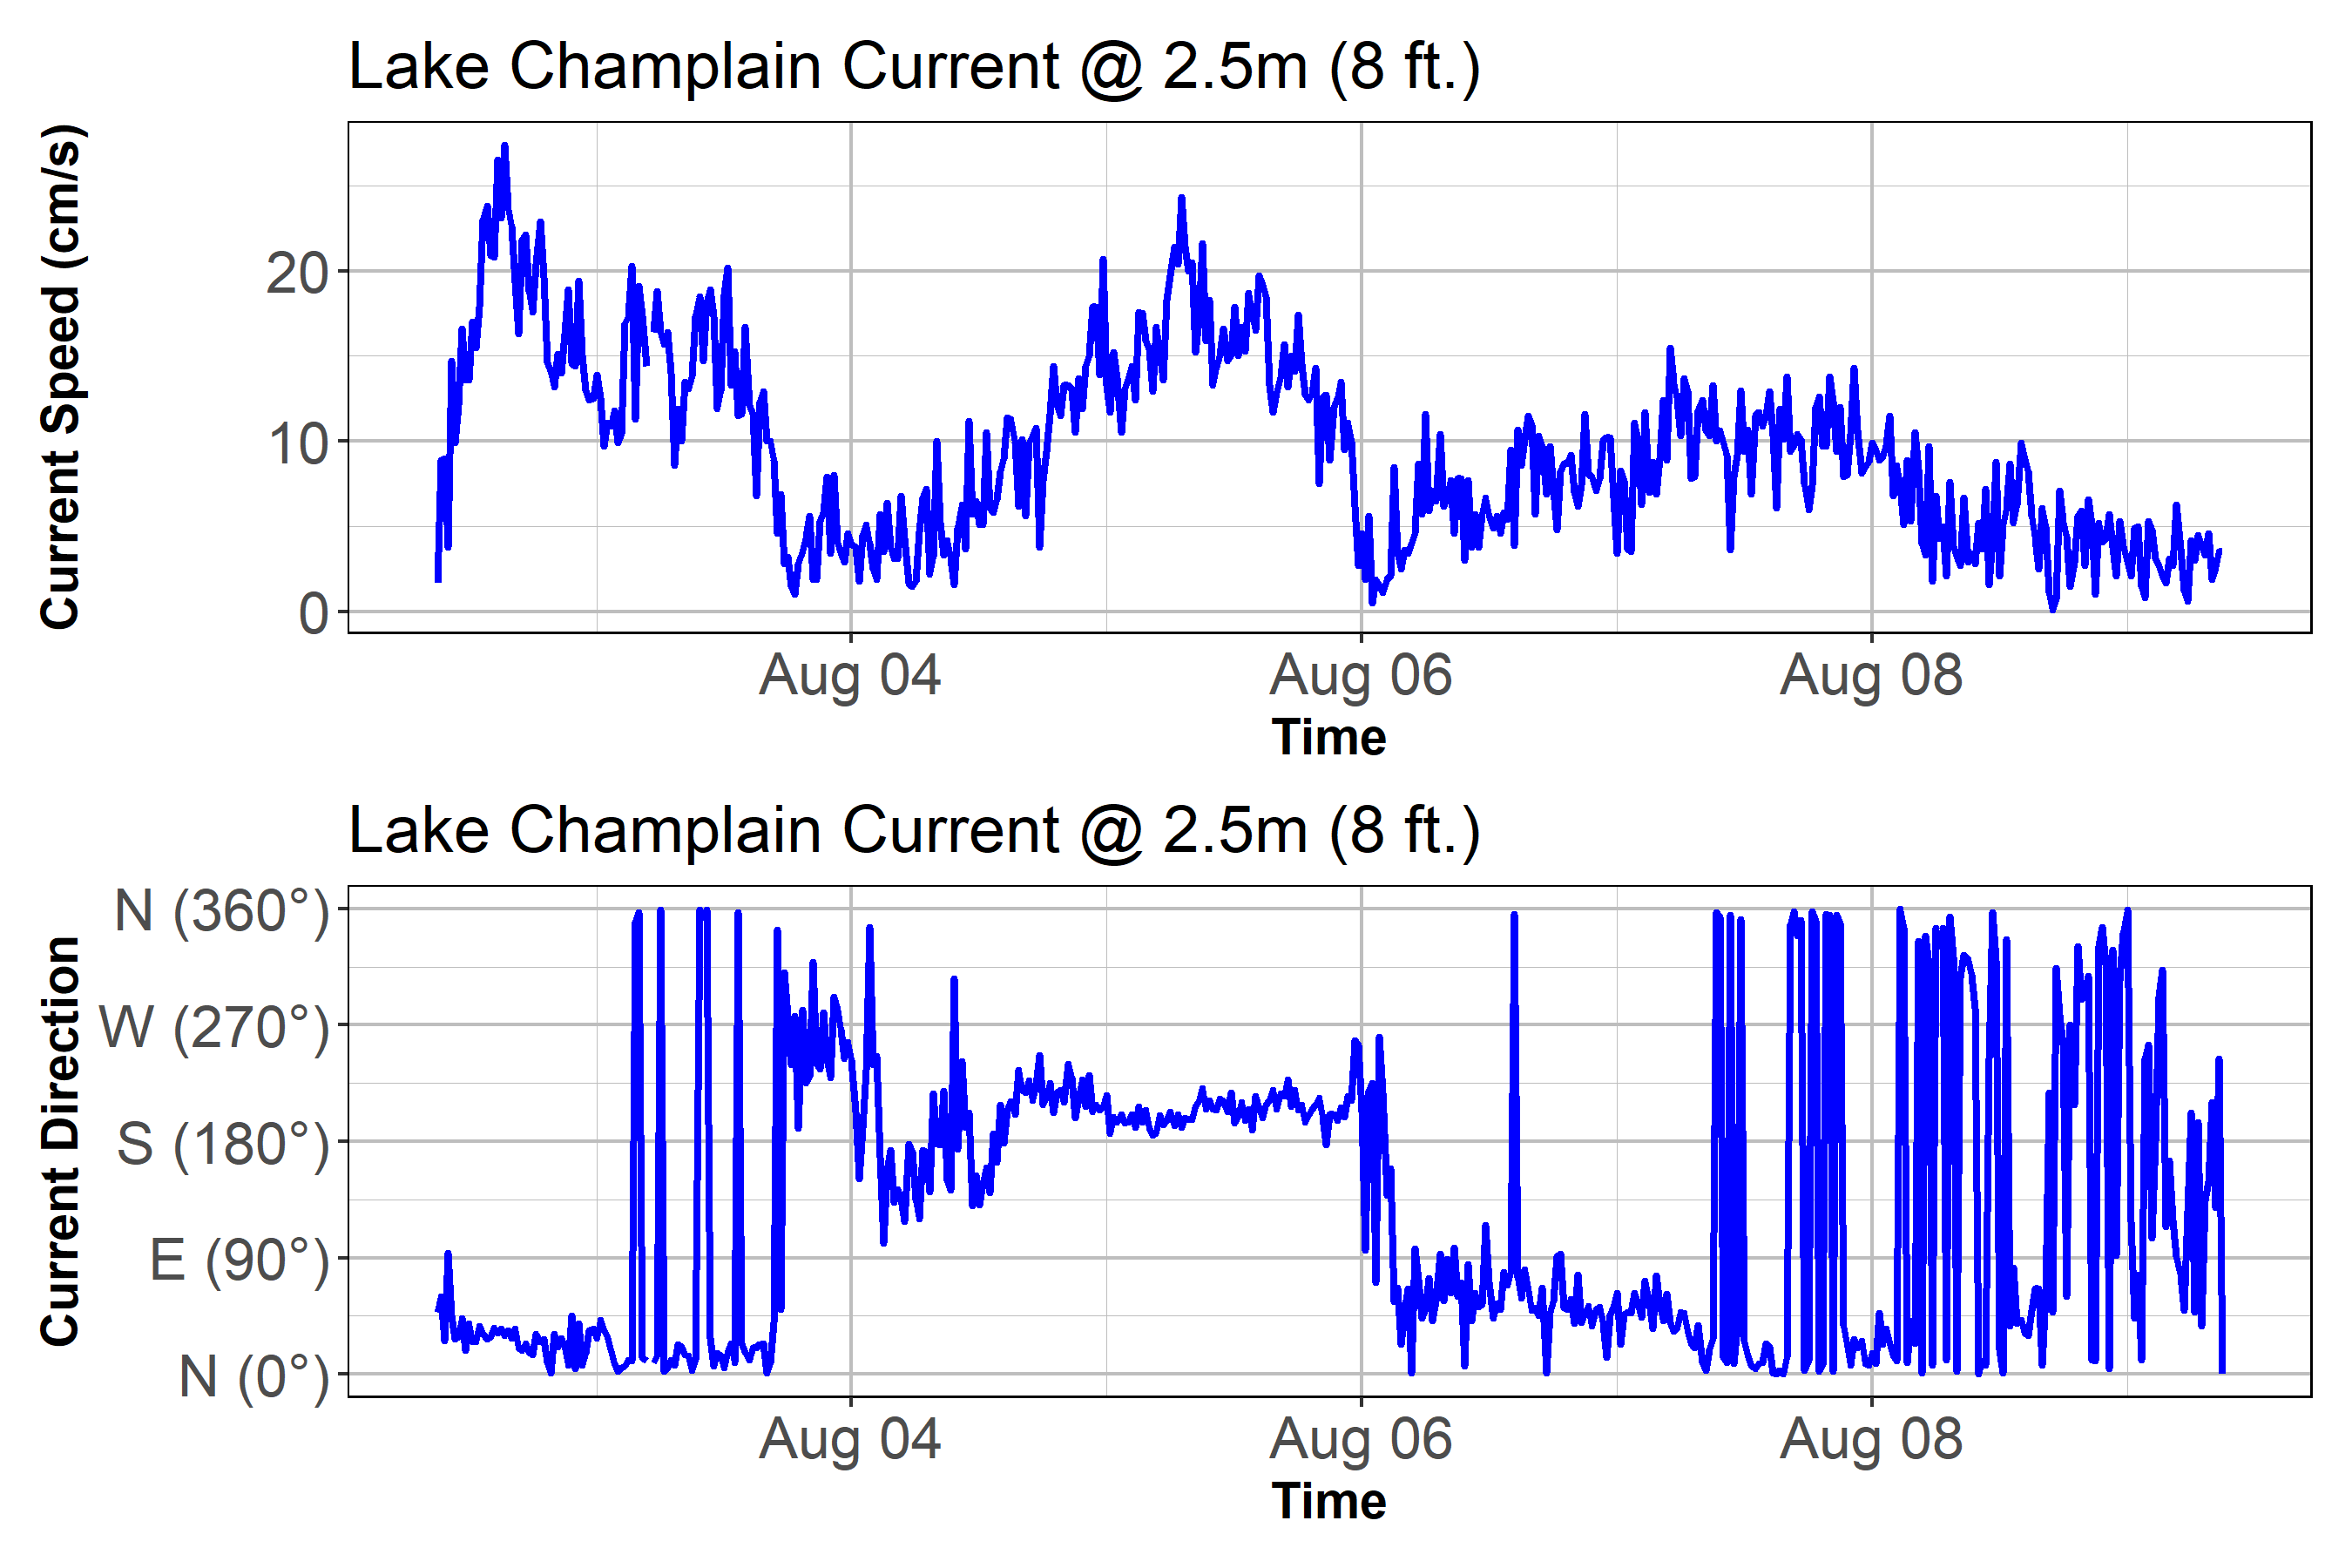 Lake Champlain Current @ 2.5m (8 ft.)
Current Speed (cm/s)
20
10
0
Aug 04 Aug 06 Aug 08
Time
Lake Champlain Current @ 2.5m (8 ft.)
Current Direction
N (360°)
W (270°)
S (180°)
E (90°)
N (0°)
Aug 04 Aug 06 Aug 08
Time